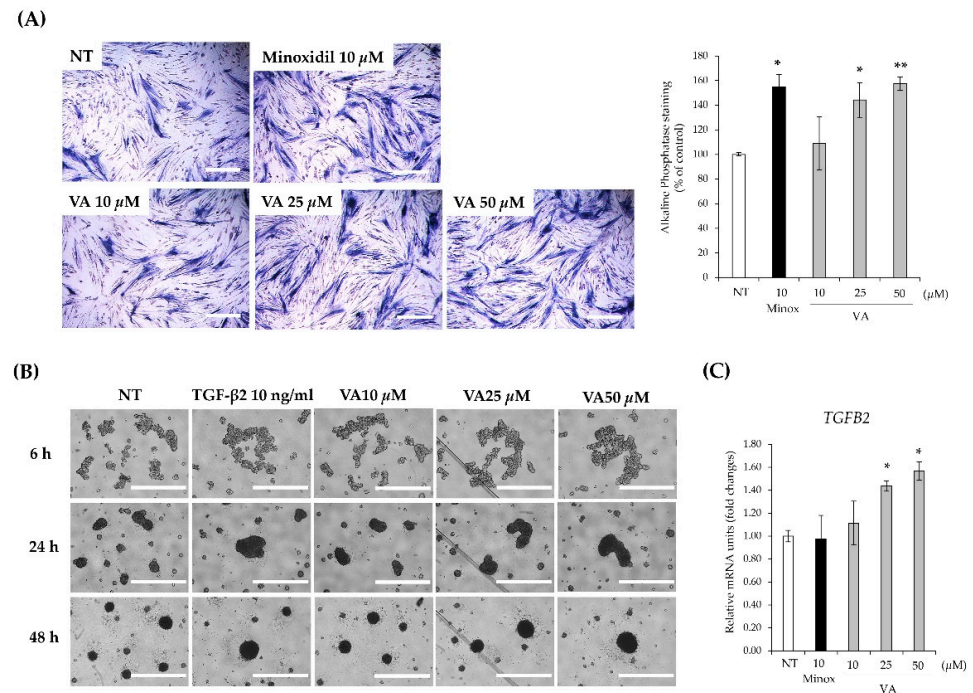 (A)
NT
Minoxidil 10 µM
VA 10 µM
VA 25 µM
VA 50 µM
Alkaline Phosphatase staining
(% of control)
180
160
140
120
100
80
60
40
20
0
*
*
**
NT
10
10
25
50
(µM)
Minox
VA
(B)
NT
TGF-β2 10 ng/ml
VA10 µM
VA25 µM
VA50 µM
6 h
24 h
48 h
(C)
TGFB2
Relative mRNA units (fold changes)
1.80
1.60
1.40
1.20
1.00
0.80
0.60
0.40
0.20
0.00
*
*
NT
10
10
25
50
(µM)
Minox
VA